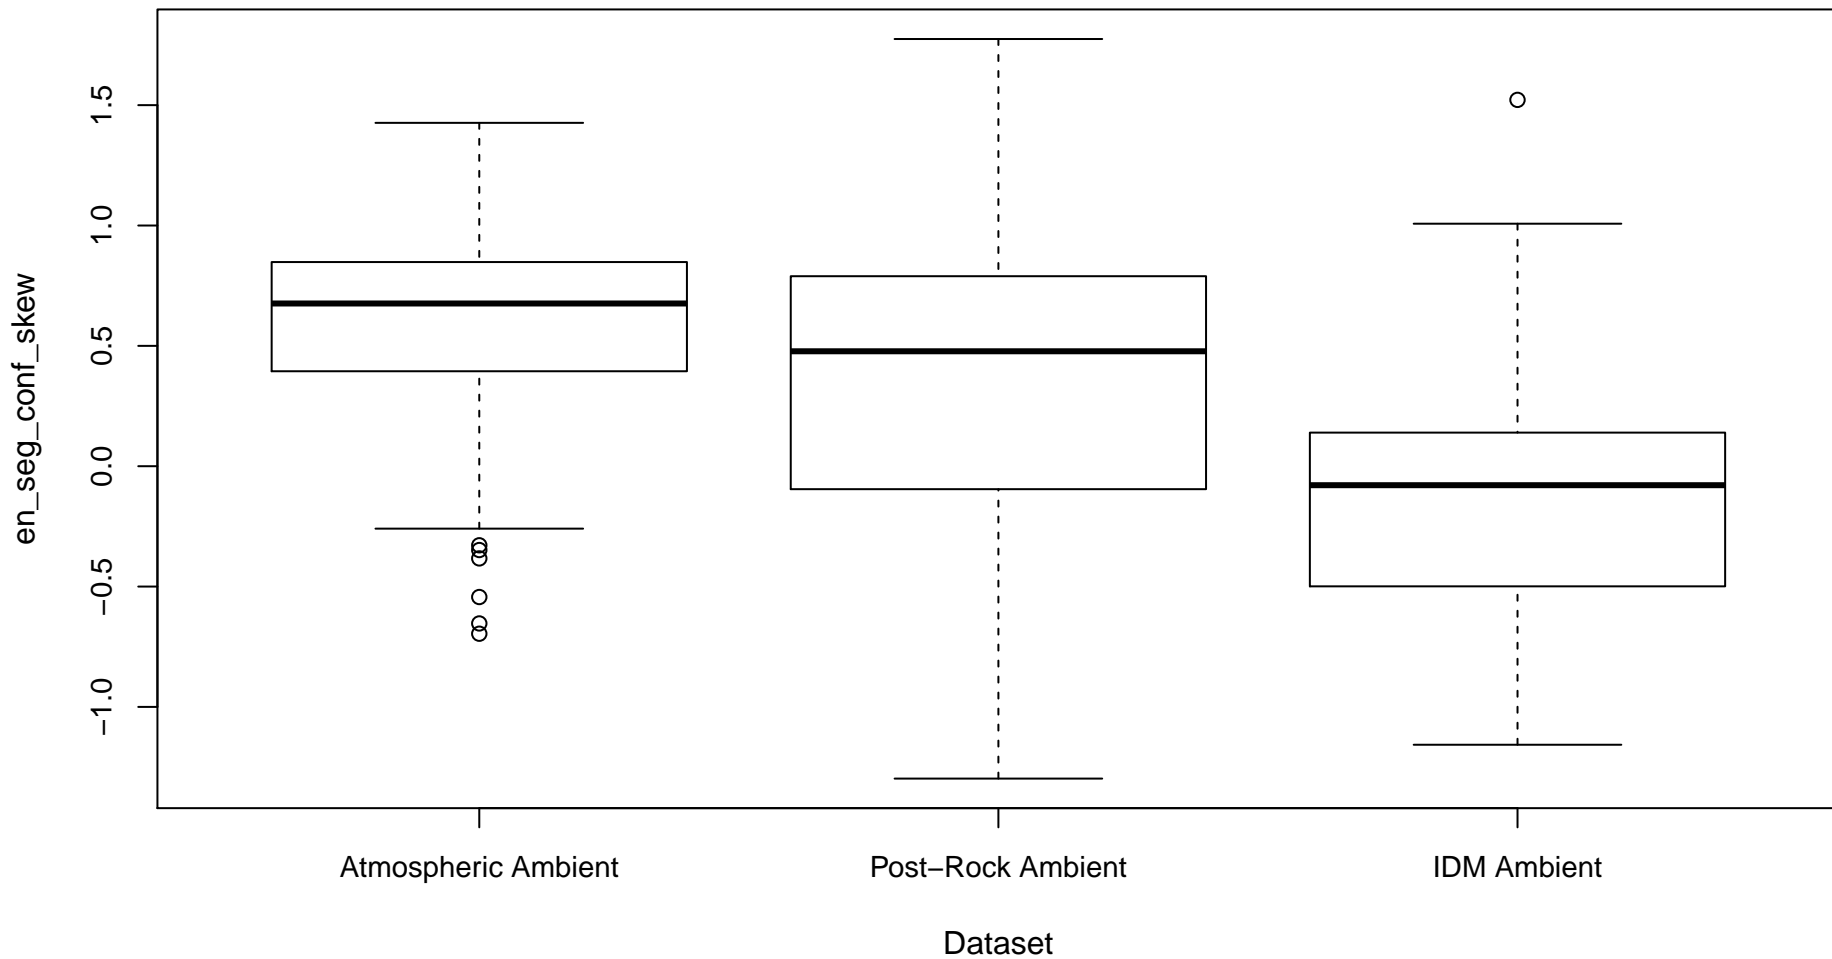 en_seg_conf_skew
1.5
1.0
0.5
0.0
−0.5
−1.0
Atmospheric Ambient
Post−Rock Ambient
IDM Ambient
Dataset